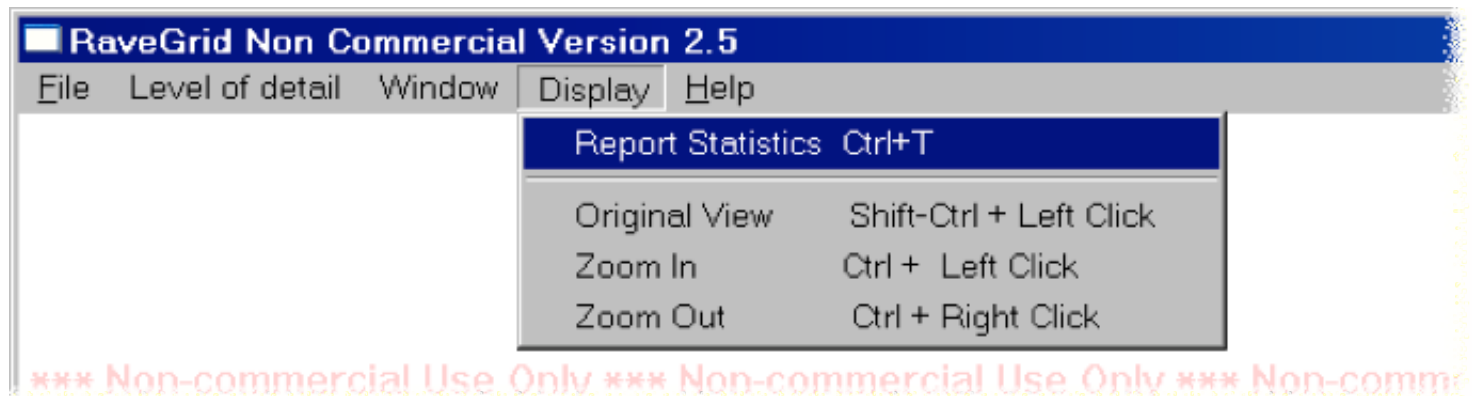 RaveGrid Non Commercial Version 2.5
File Level of detail Window Display Help
Report Statistics Ctrl+T
Original View Shift-Ctrl + Left Click
Zoom In Ctrl + Left Click
Zoom Out Ctrl + Right Click
*** Non-commercial Use Only *** Non-commercial Use Only *** Non-comme